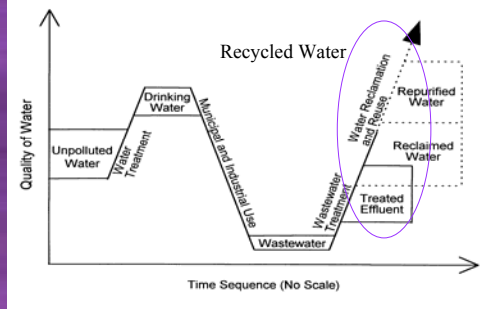 Recycled Water
Quality of Water
Unpolluted
Water
Water
Treatment
Drinking
Water
Municipal and Industrial Use
Wastewater
Wastewater
Treatment
Water Reclamation
and Reuse
Repurified
Water
Reclaimed
Water
Treated
Effluent
Time Sequence (No Scale)